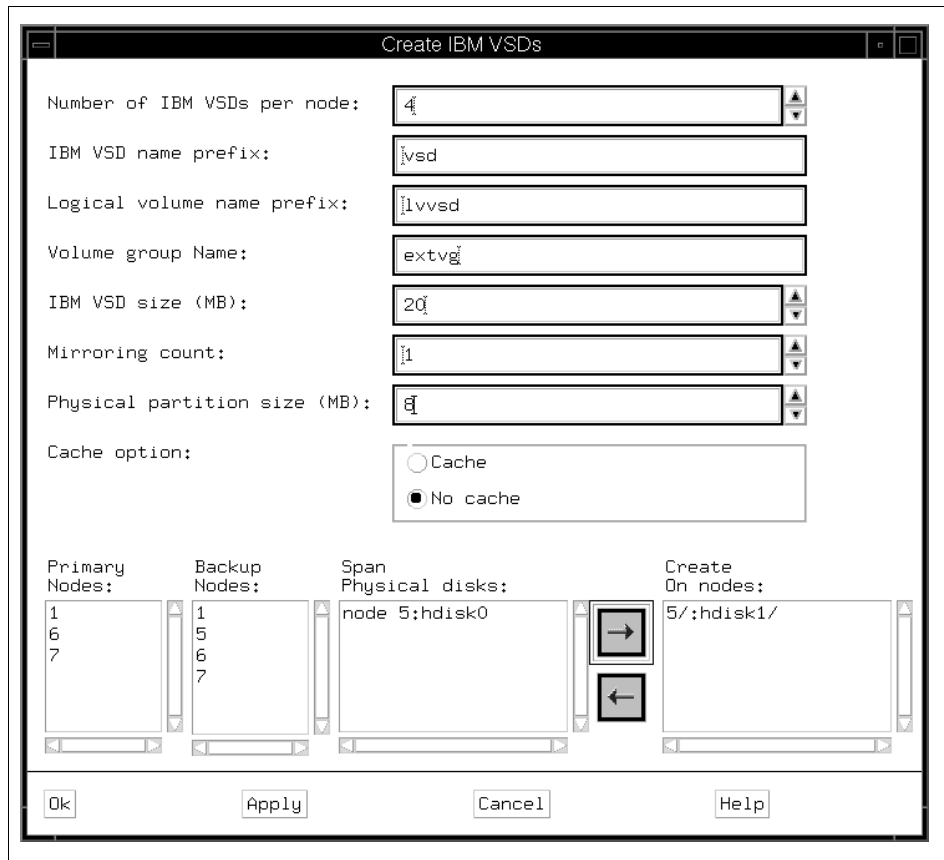 Create IBM VSDs
Number of IBM VSDs per node: 4
IBM VSD name prefix: vsd
Logical volume name prefix: lvvsd
Volume group Name: extvg
IBM VSD size (MB): 20
Mirroring count: 1
Physical partition size (MB): 8
Cache option: Cache
No cache
Primary Backup Span Create
Nodes: Nodes: Physical disks: On nodes:
1 1 node 5:hdisk0 5/:hdisk1/
6 5
7 6
7
Ok Apply Cancel Help